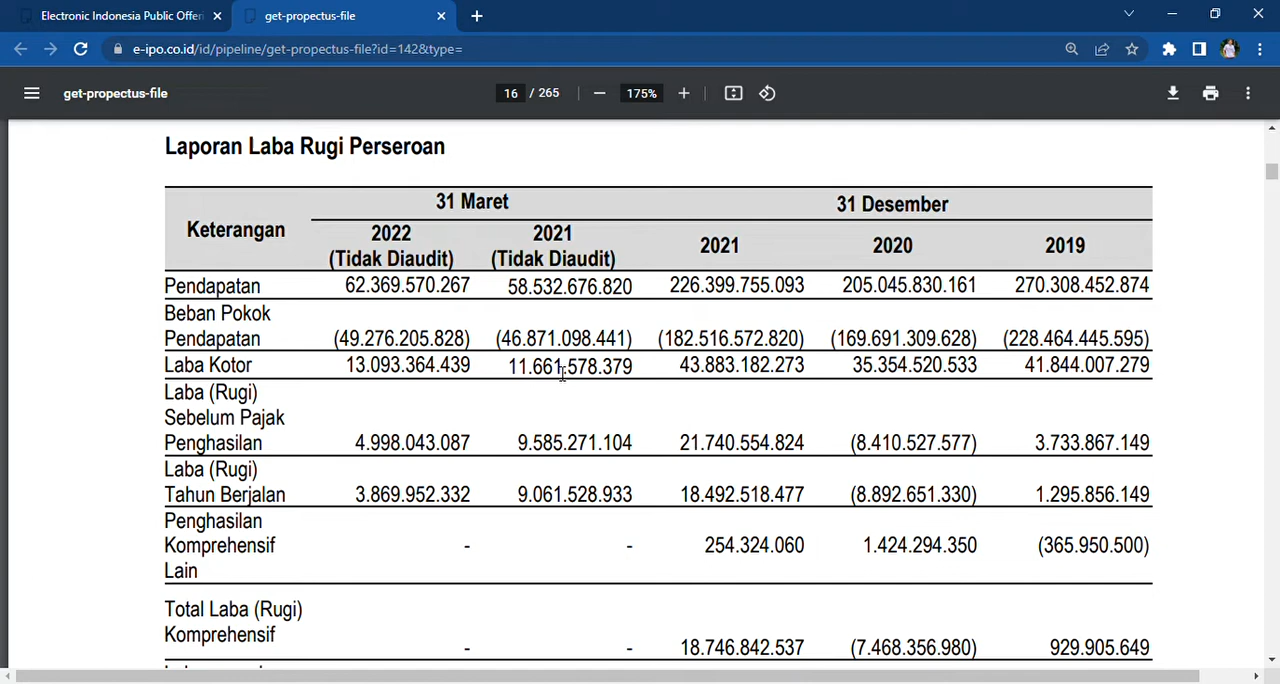 Electronic Indonesia Public Offeri
get-propectus-file
e-ipo.co.id/id/pipeline/get-propectus-file?id=142&type=
get-propectus-file
16 / 265
175%
Laporan Laba Rugi Perseroan
Keterangan 31 Maret 31 Desember
2022 (Tidak Diaudit) 2021 (Tidak Diaudit) 2021 2020 2019
Pendapatan 62.369.570.267 58.532.676.820 226.399.755.093 205.045.830.161 270.308.452.874
Beban Pokok
Pendapatan (49.276.205.828) (46.871.098.441) (182.516.572.820) (169.691.309.628) (228.464.445.595)
Laba Kotor 13.093.364.439 11.661.578.379 43.883.182.273 35.354.520.533 41.844.007.279
Laba (Rugi)
Sebelum Pajak
Penghasilan 4.998.043.087 9.585.271.104 21.740.554.824 (8.410.527.577) 3.733.867.149
Laba (Rugi)
Tahun Berjalan 3.869.952.332 9.061.528.933 18.492.518.477 (8.892.651.330) 1.295.856.149
Penghasilan
Komprehensif - - 254.324.060 1.424.294.350 (365.950.500)
Lain
Total Laba (Rugi)
Komprehensif
- - 18.746.842.537 (7.468.356.980) 929.905.649